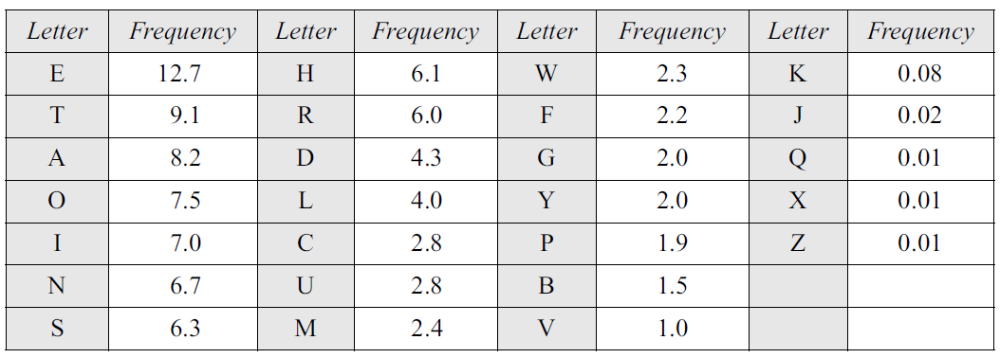 Letter Frequency Letter Frequency Letter Frequency Letter Frequency
E 12.7 H 6.1 W 2.3 K 0.08
T 9.1 R 6.0 F 2.2 J 0.02
A 8.2 D 4.3 G 2.0 Q 0.01
O 7.5 L 4.0 Y 2.0 X 0.01
I 7.0 C 2.8 P 1.9 Z 0.01
N 6.7 U 2.8 B 1.5
S 6.3 M 2.4 V 1.0